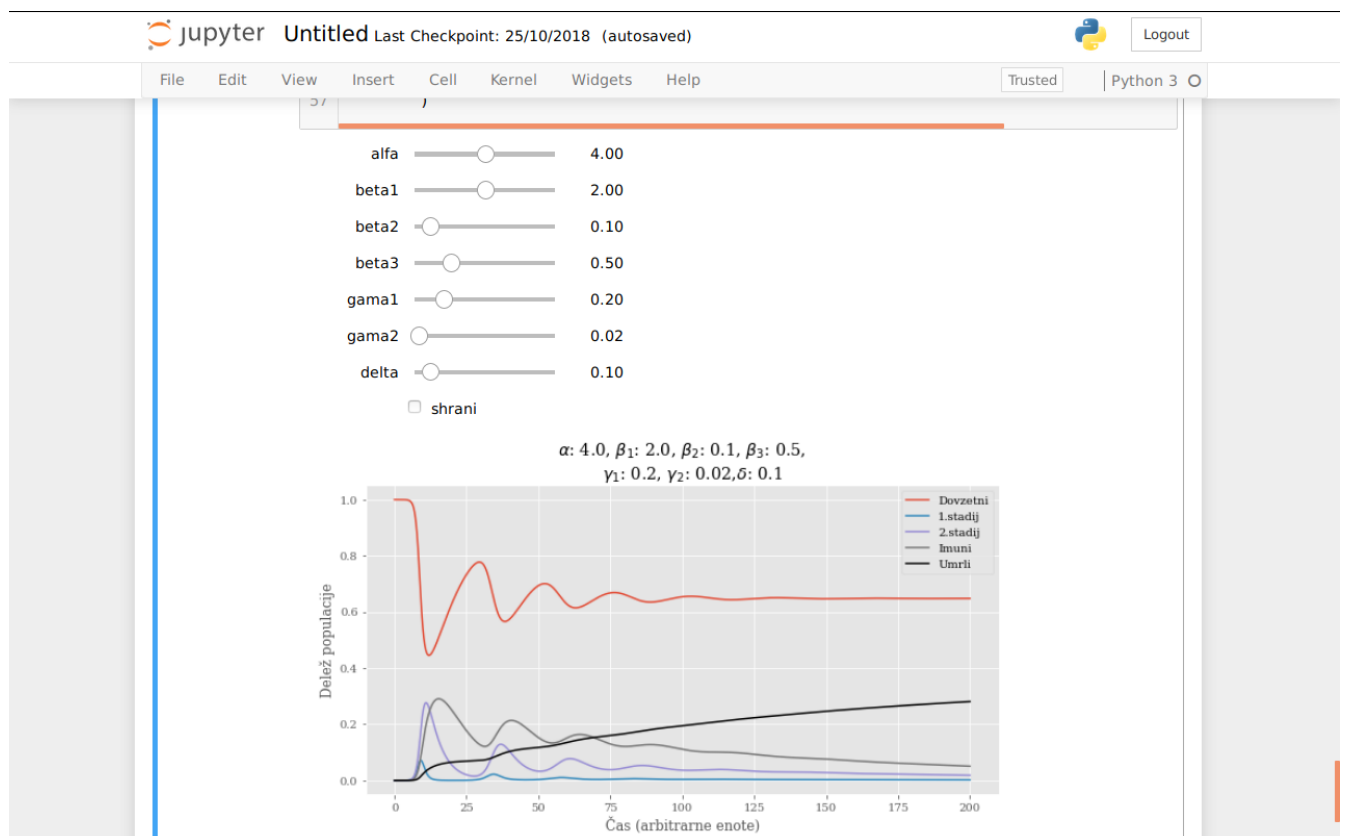 jupyter Untitled Last Checkpoint: 25/10/2018 (autosaved) Logout
File Edit View Insert Cell Kernel Widgets Help Trusted Python 3
57 )
alfa 4.00
beta1 2.00
beta2 0.10
beta3 0.50
gama1 0.20
gama2 0.02
delta 0.10
shrani
α: 4.0, β₁: 2.0, β₂: 0.1, β₃: 0.5,
γ₁: 0.2, γ₂: 0.02,δ: 0.1
Delež populacije
1.0
0.8
0.6
0.4
0.2
0.0
Dovzetni
1.stadij
2.stadij
Imuni
Umrli
0 25 50 75 100 125 150 175 200
Čas (arbitrarne enote)